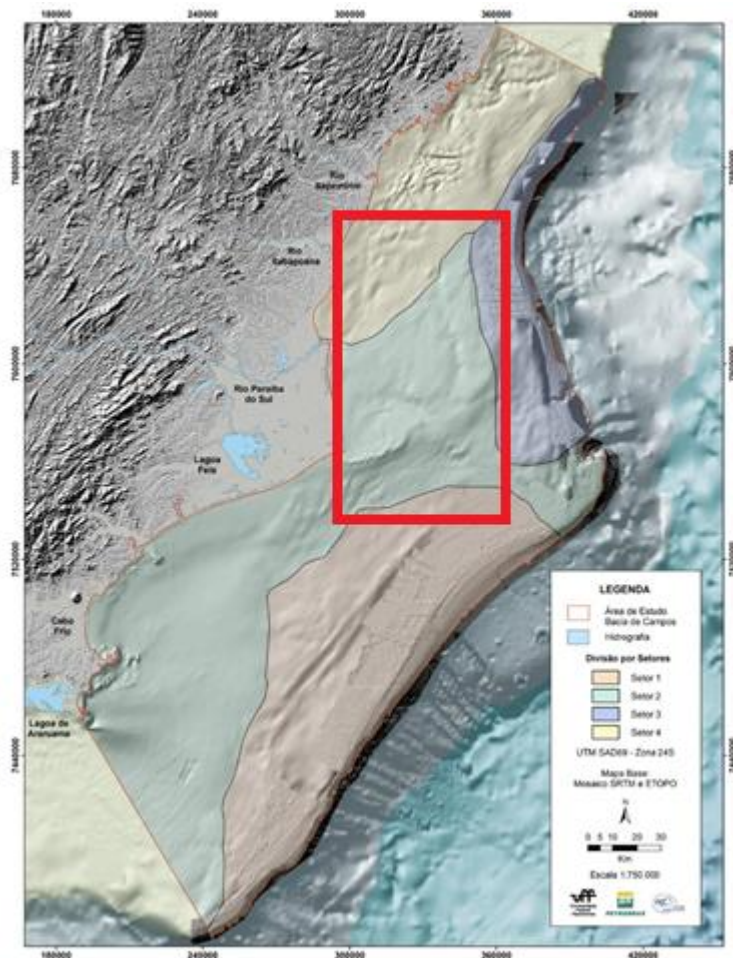 180000 240000 300000 360000 420000
Rio
Rio
Itabapoana
Rio Paraíba
do Sul
Lagoa
Feia
Cabo
Frio
Lagoa de
Araruama
LEGENDA
Área de Estudo
Bacia de Campos
Hidrografia
Divisão por Setores
Setor 1
Setor 2
Setor 3
Setor 4
UTM SAD69 - Zona 24S
Mapa Base:
Mosaico SRTM e ETOPO
N
0 5 10 20 30
Km
Escala 1:750.000
uff
PETROBRAS
180000 240000 300000 360000 420000